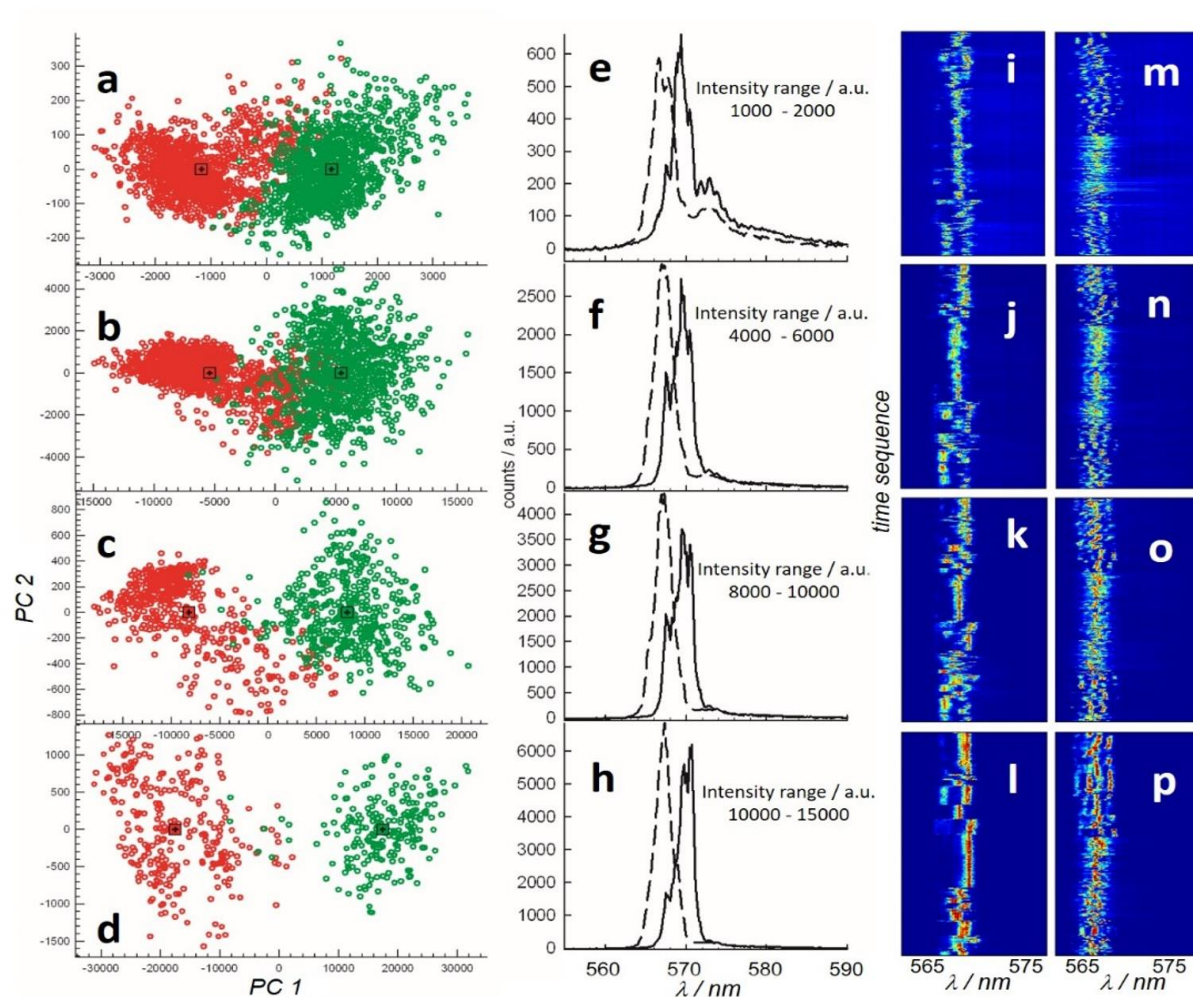 a
300
200
100
0
-100
-200
-3000 -2000 -1000 0 1000 2000 3000
b
4000
2000
0
-2000
-4000
-15000 -10000 -5000 0 5000 10000 15000
c
800
600
400
200
0
-200
-400
-600
-800
15000 -10000 -5000 0 5000 10000 15000 20000
d
1000
500
0
-500
-1000
-1500
-30000 -20000 -10000 0 10000 20000 30000
PC 2
PC 1
e
600
500
400
300
200
100
0
Intensity range / a.u.
1000 - 2000
f
2500
2000
1500
1000
500
0
Intensity range / a.u.
4000 - 6000
g
4000
3500
3000
2500
2000
1500
1000
500
0
Intensity range / a.u.
8000 - 10000
h
6000
5000
4000
3000
2000
1000
0
Intensity range / a.u.
10000 - 15000
560 570 580 590
λ / nm
counts / a.u.
time sequence
i
m
j
n
k
o
l
p
565 575
λ / nm
565 575
λ / nm